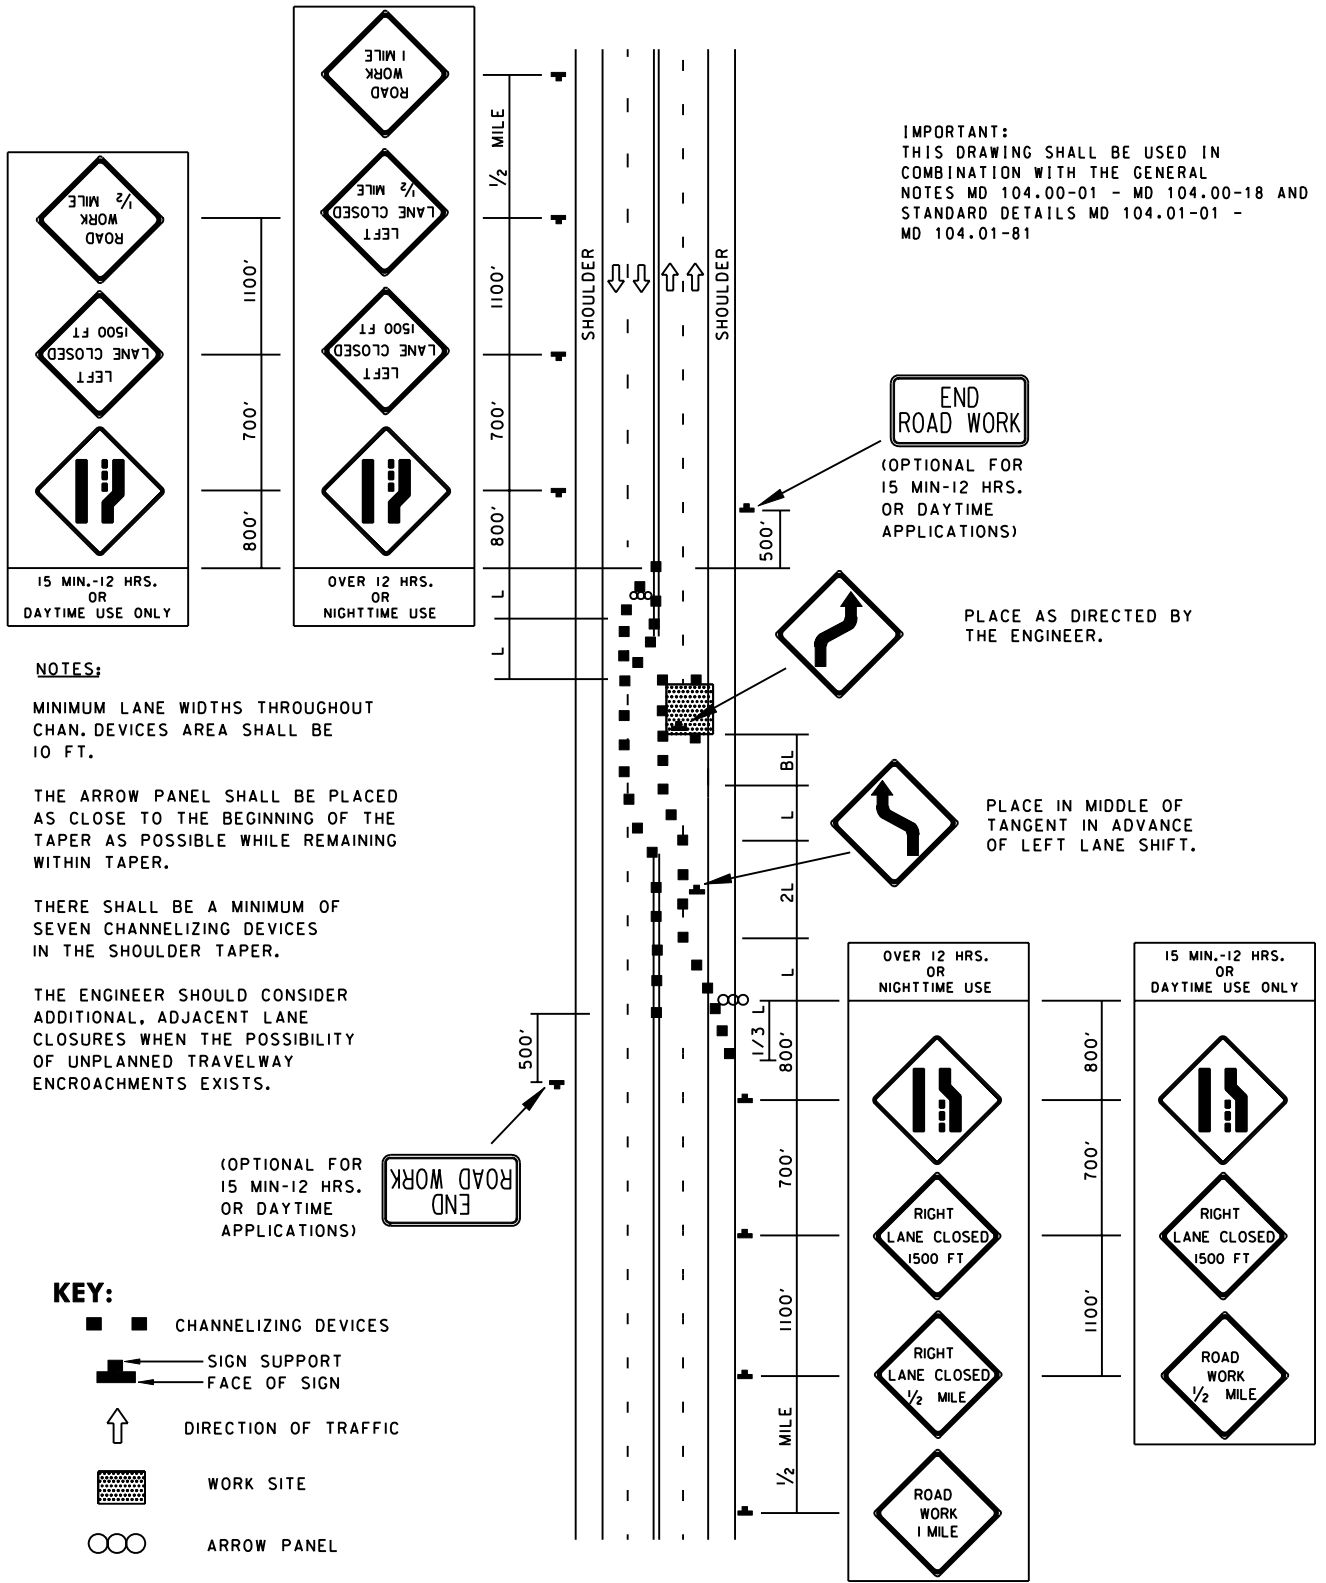 ROAD
WORK
1 MILE
LEFT
LANE CLOSED
1/2 MILE
LEFT
LANE CLOSED
1500 FT
OVER 12 HRS.
OR
NIGHTTIME USE
ROAD
WORK
1/2 MILE
LEFT
LANE CLOSED
1500 FT
15 MIN.-12 HRS.
OR
DAYTIME USE ONLY
1100'
700'
800'
1/2 MILE
1100'
700'
800'
L
L
SHOULDER
SHOULDER
IMPORTANT:
THIS DRAWING SHALL BE USED IN
COMBINATION WITH THE GENERAL
NOTES MD 104.00-01 - MD 104.00-18 AND
STANDARD DETAILS MD 104.01-01 -
MD 104.01-81
END
ROAD WORK
(OPTIONAL FOR
15 MIN-12 HRS.
OR DAYTIME
APPLICATIONS)
500'
PLACE AS DIRECTED BY
THE ENGINEER.
NOTES:
MINIMUM LANE WIDTHS THROUGHOUT
CHAN. DEVICES AREA SHALL BE
10 FT.
THE ARROW PANEL SHALL BE PLACED
AS CLOSE TO THE BEGINNING OF THE
TAPER AS POSSIBLE WHILE REMAINING
WITHIN TAPER.
THERE SHALL BE A MINIMUM OF
SEVEN CHANNELIZING DEVICES
IN THE SHOULDER TAPER.
THE ENGINEER SHOULD CONSIDER
ADDITIONAL, ADJACENT LANE
CLOSURES WHEN THE POSSIBILITY
OF UNPLANNED TRAVELWAY
ENCROACHMENTS EXISTS.
BL
L
2L
L
1/3 L
PLACE IN MIDDLE OF
TANGENT IN ADVANCE
OF LEFT LANE SHIFT.
500'
(OPTIONAL FOR
15 MIN-12 HRS.
OR DAYTIME
APPLICATIONS)
END
ROAD WORK
800'
700'
1100'
1/2 MILE
OVER 12 HRS.
OR
NIGHTTIME USE
RIGHT
LANE CLOSED
1500 FT
RIGHT
LANE CLOSED
1/2 MILE
ROAD
WORK
1 MILE
800'
700'
1100'
15 MIN.-12 HRS.
OR
DAYTIME USE ONLY
RIGHT
LANE CLOSED
1500 FT
ROAD
WORK
1/2 MILE
KEY:
CHANNELIZING DEVICES
SIGN SUPPORT
FACE OF SIGN
DIRECTION OF TRAFFIC
WORK SITE
ARROW PANEL